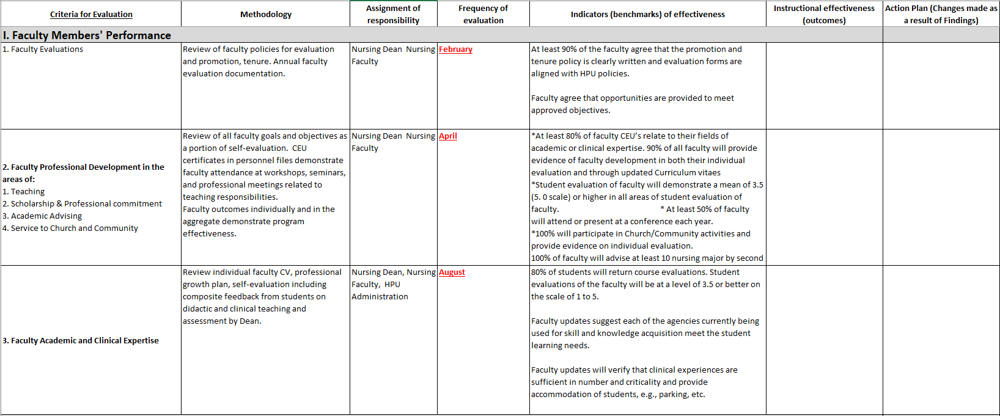 Criteria for Evaluation
Methodology
Assignment of
responsibility
Frequency of
evaluation
Indicators (benchmarks) of effectiveness
Instructional effectiveness
(outcomes)
Action Plan (Changes made as
a result of Findings)
I. Faculty Members' Performance
1. Faculty Evaluations
Review of faculty policies for evaluation
and promotion, tenure. Annual faculty
evaluation documentation.
Nursing Dean  Nursing
Faculty
February
At least 90% of the faculty agree that the promotion and
tenure policy is clearly written and evaluation forms are
aligned with HPU policies.
Faculty agree that opportunities are provided to meet
approved objectives.
2. Faculty Professional Development in the
areas of:
1. Teaching
2. Scholarship & Professional commitment
3. Academic Advising
4. Service to Church and Community
Review of all faculty goals and objectives as
a portion of self-evaluation.  CEU
certificates in personnel files demonstrate
faculty attendance at workshops, seminars,
and professional meetings related to
teaching responsibilities.
Faculty outcomes individually and in the
aggregate demonstrate program
effectiveness.
Nursing Dean  Nursing
Faculty
April
*At least 80% of faculty CEU’s relate to their fields of
academic or clinical expertise. 90% of all faculty will provide
evidence of faculty development in both their individual
evaluation and through updated Curriculum vitaes
*Student evaluation of faculty will demonstrate a mean of 3.5
(5. 0 scale) or higher in all areas of student evaluation of
faculty.                    * At least 50% of faculty
will attend or present at a conference each year.
*100% will participate in Church/Community activities and
provide evidence on individual evaluation.
100% of faculty will advise at least 10 nursing major by second
3. Faculty Academic and Clinical Expertise
Review individual faculty CV, professional
growth plan, self-evaluation including
composite feedback from students on
didactic and clinical teaching and
assessment by Dean.
Nursing Dean, Nursing
Faculty,  HPU
Administration
August
80% of students will return course evaluations. Student
evaluations of the faculty will be at a level of 3.5 or better on
the scale of 1 to 5.
Faculty updates suggest each of the agencies currently being
used for skill and knowledge acquisition meet the student
learning needs.
Faculty updates will verify that clinical experiences are
sufficient in number and criticality and provide
accommodation of students, e.g., parking, etc.